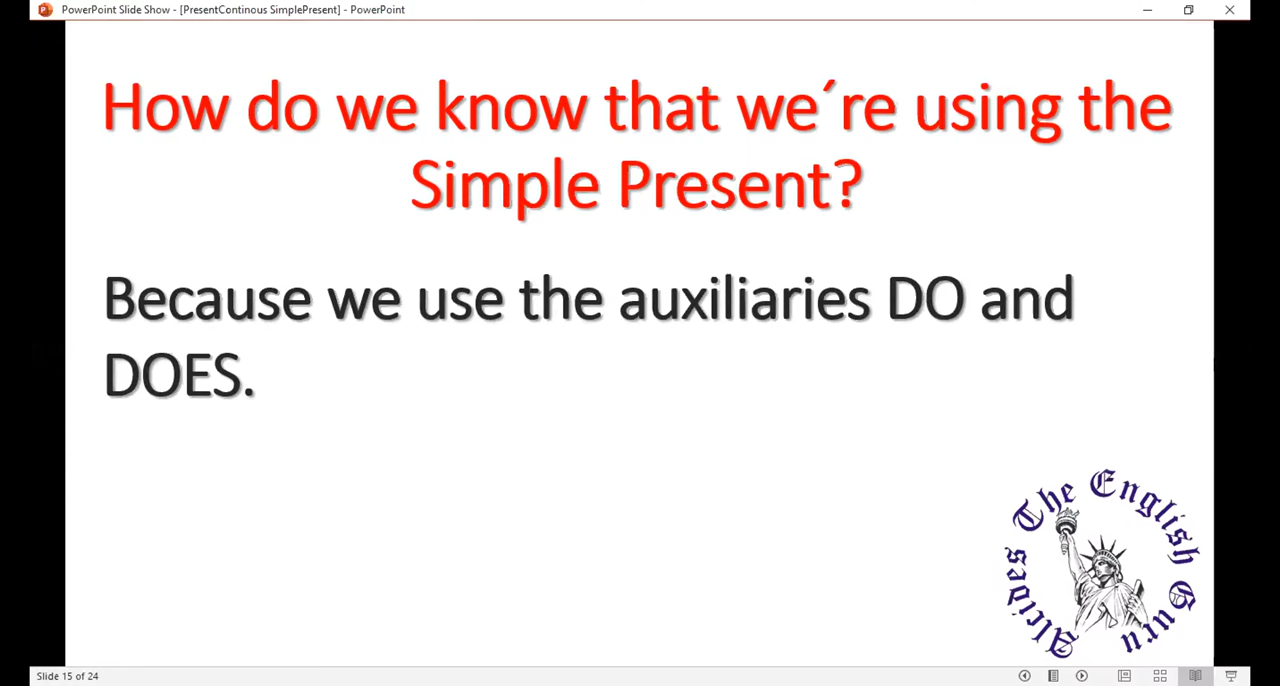 PowerPoint Slide Show - [PresentContinous SimplePresent] - PowerPoint
How do we know that we´re using the
Simple Present?
Because we use the auxiliaries DO and
DOES.
Alcides The English Guru
Slide 15 of 24